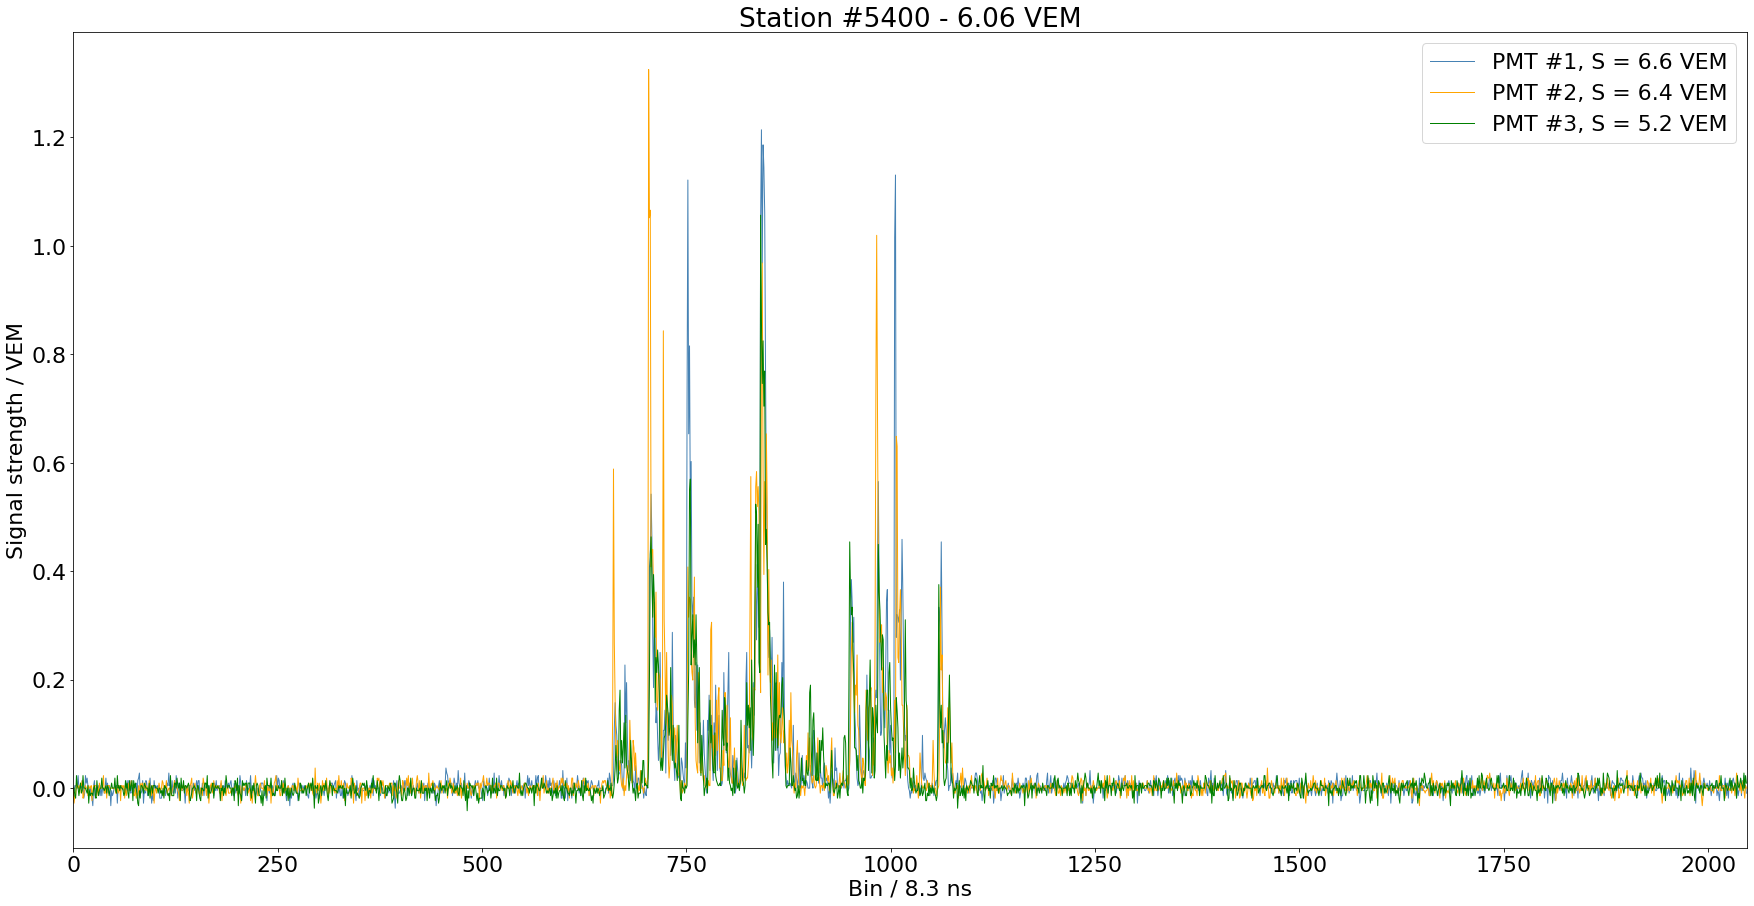 Station #5400 - 6.06 VEM
PMT #1, S = 6.6 VEM
PMT #2, S = 6.4 VEM
PMT #3, S = 5.2 VEM
Signal strength / VEM
1.2
1.0
0.8
0.6
0.4
0.2
0.0
0 250 500 750 1000 1250 1500 1750 2000
Bin / 8.3 ns